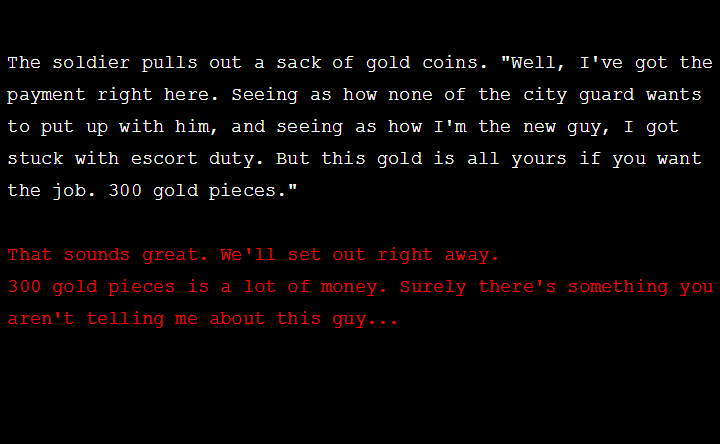 The soldier pulls out a sack of gold coins. "Well, I've got the
payment right here. Seeing as how none of the city guard wants
to put up with him, and seeing as how I'm the new guy, I got
stuck with escort duty. But this gold is all yours if you want
the job. 300 gold pieces."
That sounds great. We'll set out right away.
300 gold pieces is a lot of money. Surely there's something you
aren't telling me about this guy...